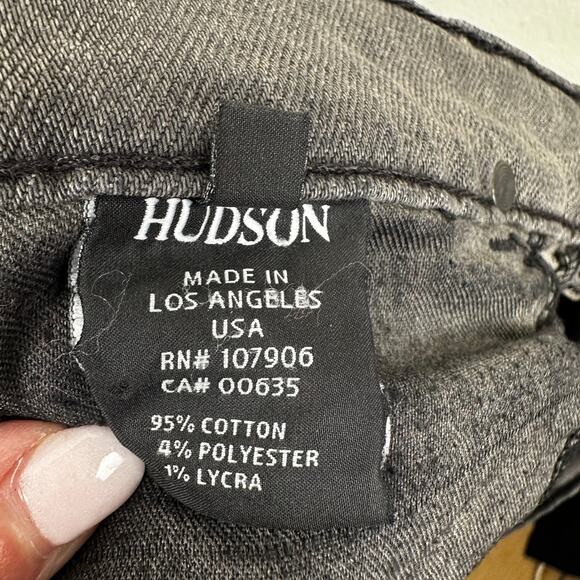 HUDSON
MADE IN
LOS ANGELES
USA
RN# 107906
CA# 00635
95% COTTON
4% POLYESTER
1% LYCRA